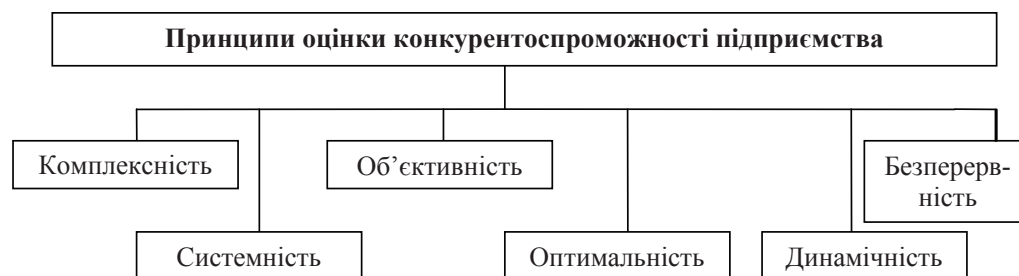 Принципи оцінки конкурентоспроможності підприємства
Комплексність
Об’єктивність
Безперерв-
ність
Системність
Оптимальність
Динамічність